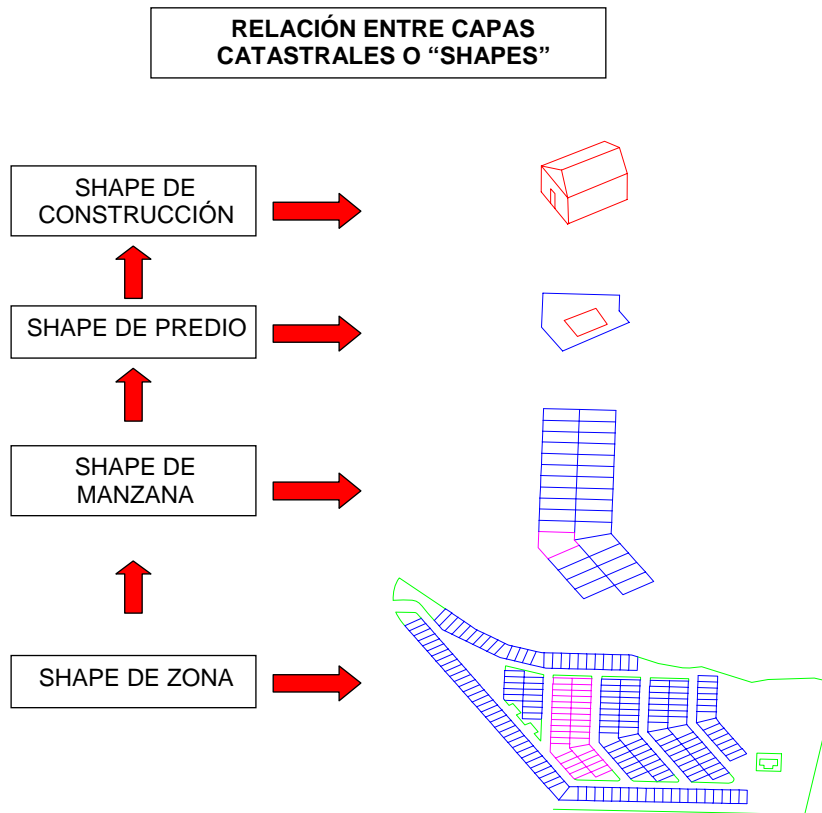 RELACIÓN ENTRE CAPAS
CATASTRALES O “SHAPES”
SHAPE DE
CONSTRUCCIÓN
SHAPE DE PREDIO
SHAPE DE
MANZANA
SHAPE DE ZONA